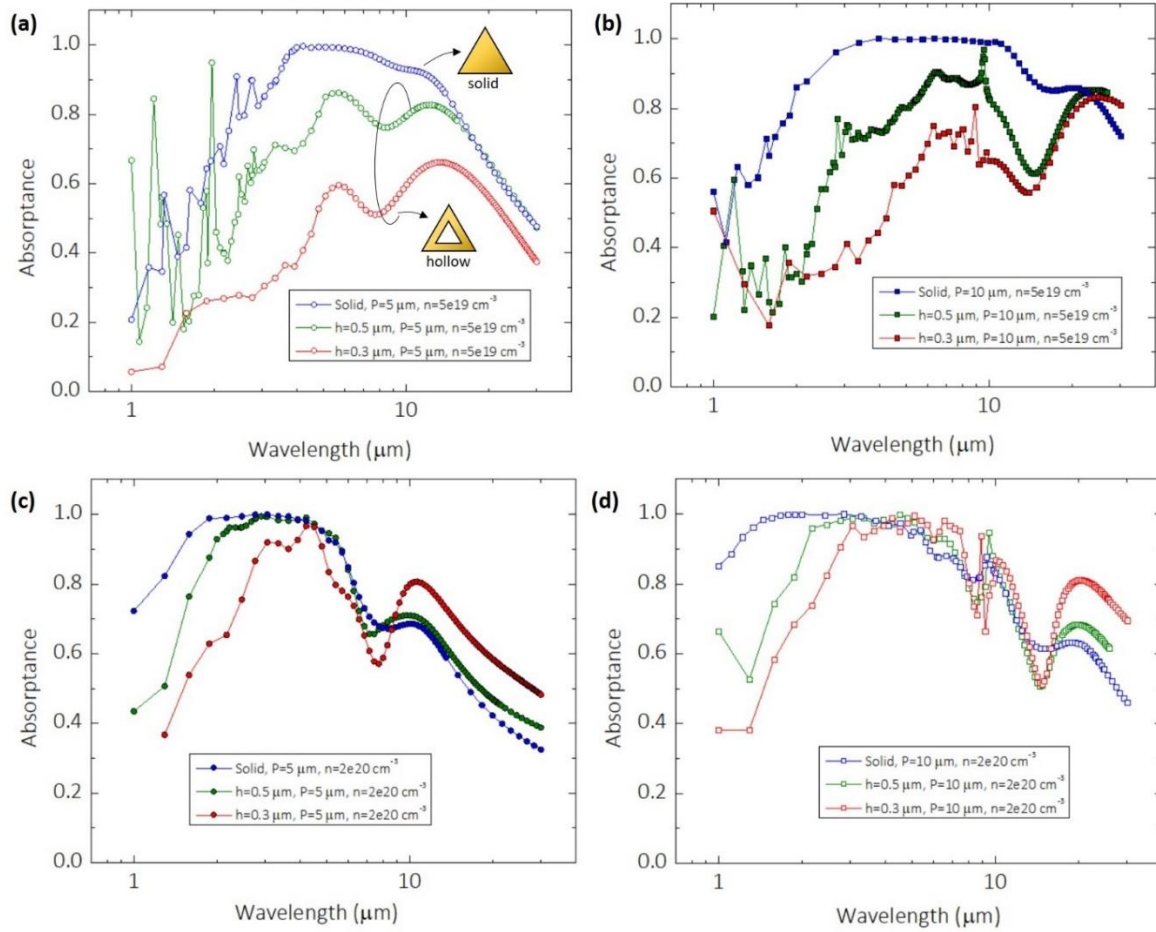 (a)
1.0
0.8
0.6
0.4
0.2
0.0
Absorptance
solid
hollow
Solid, P=5 μm, n=5e19 cm⁻³
h=0.5 μm, P=5 μm, n=5e19 cm⁻³
h=0.3 μm, P=5 μm, n=5e19 cm⁻³
1 10
Wavelength (μm)
(b)
1.0
0.8
0.6
0.4
0.2
0.0
Absorptance
Solid, P=10 μm, n=5e19 cm⁻³
h=0.5 μm, P=10 μm, n=5e19 cm⁻³
h=0.3 μm, P=10 μm, n=5e19 cm⁻³
1 10
Wavelength (μm)
(c)
1.0
0.8
0.6
0.4
0.2
0.0
Absorptance
Solid, P=5 μm, n=2e20 cm⁻³
h=0.5 μm, P=5 μm, n=2e20 cm⁻³
h=0.3 μm, P=5 μm, n=2e20 cm⁻³
1 10
Wavelength (μm)
(d)
1.0
0.8
0.6
0.4
0.2
0.0
Absorptance
Solid, P=10 μm, n=2e20 cm⁻³
h=0.5 μm, P=10 μm, n=2e20 cm⁻³
h=0.3 μm, P=10 μm, n=2e20 cm⁻³
1 10
Wavelength (μm)